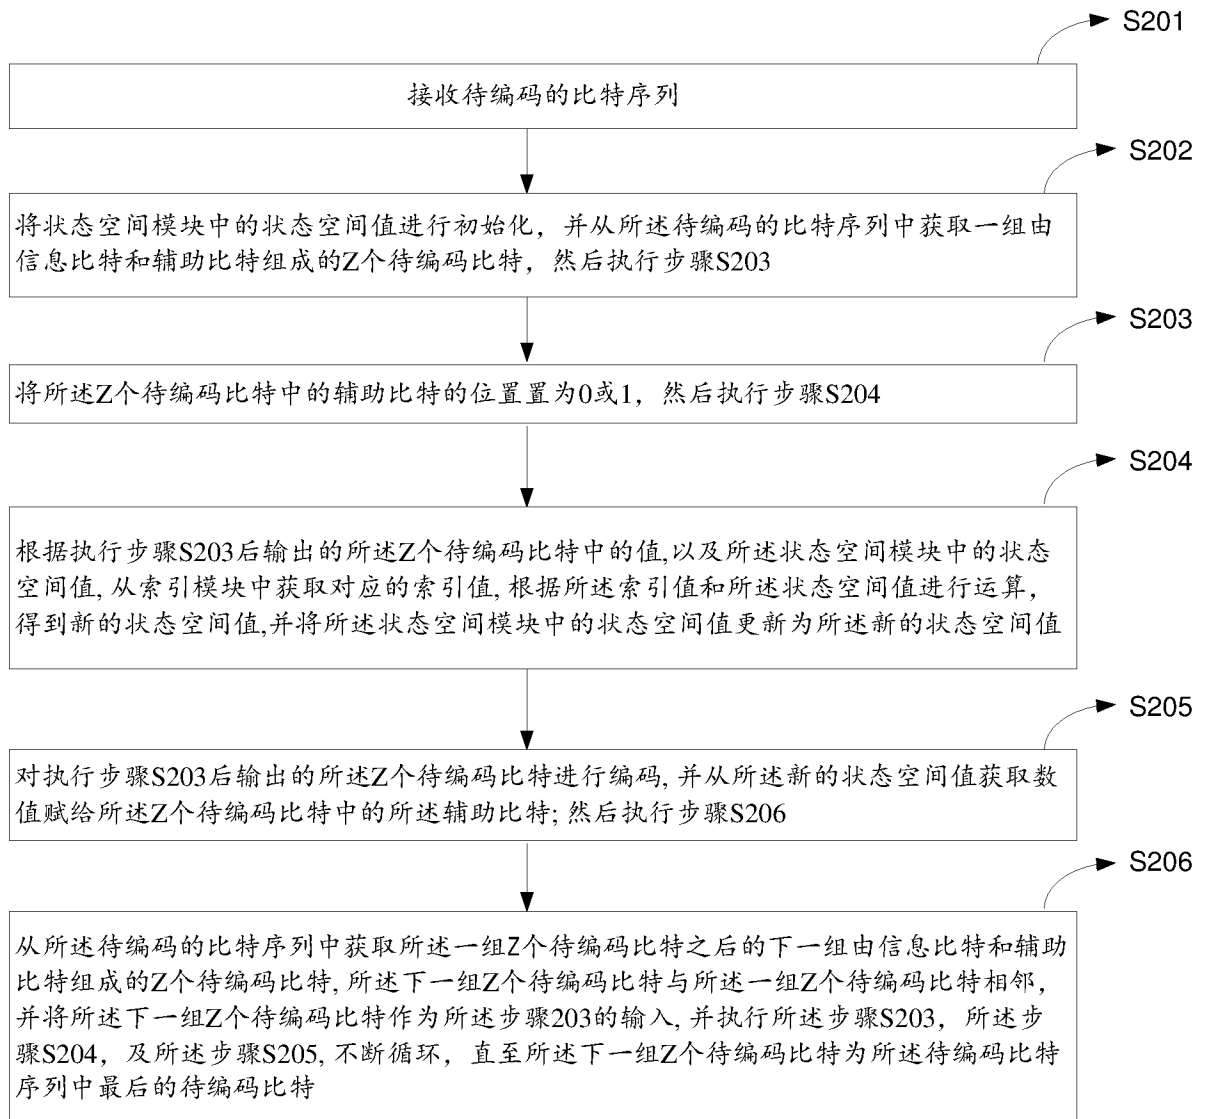 S201
接收待编码的比特序列
S202
将状态空间模块中的状态空间值进行初始化，并从所述待编码的比特序列中获取一组由
信息比特和辅助比特组成的Z个待编码比特，然后执行步骤S203
S203
将所述Z个待编码比特中的辅助比特的位置置为0或1，然后执行步骤S204
S204
根据执行步骤S203后输出的所述Z个待编码比特中的值,以及所述状态空间模块中的状态
空间值, 从索引模块中获取对应的索引值, 根据所述索引值和所述状态空间值进行运算，
得到新的状态空间值,并将所述状态空间模块中的状态空间值更新为所述新的状态空间值
S205
对执行步骤S203后输出的所述Z个待编码比特进行编码, 并从所述新的状态空间值获取数
值赋给所述Z个待编码比特中的所述辅助比特; 然后执行步骤S206
S206
从所述待编码的比特序列中获取所述一组Z个待编码比特之后的下一组由信息比特和辅助
比特组成的Z个待编码比特, 所述下一组Z个待编码比特与所述一组Z个待编码比特相邻，
并将所述下一组Z个待编码比特作为所述步骤203的输入, 并执行所述步骤S203，所述步
骤S204，及所述步骤S205, 不断循环，直至所述下一组Z个待编码比特为所述待编码比特
序列中最后的待编码比特